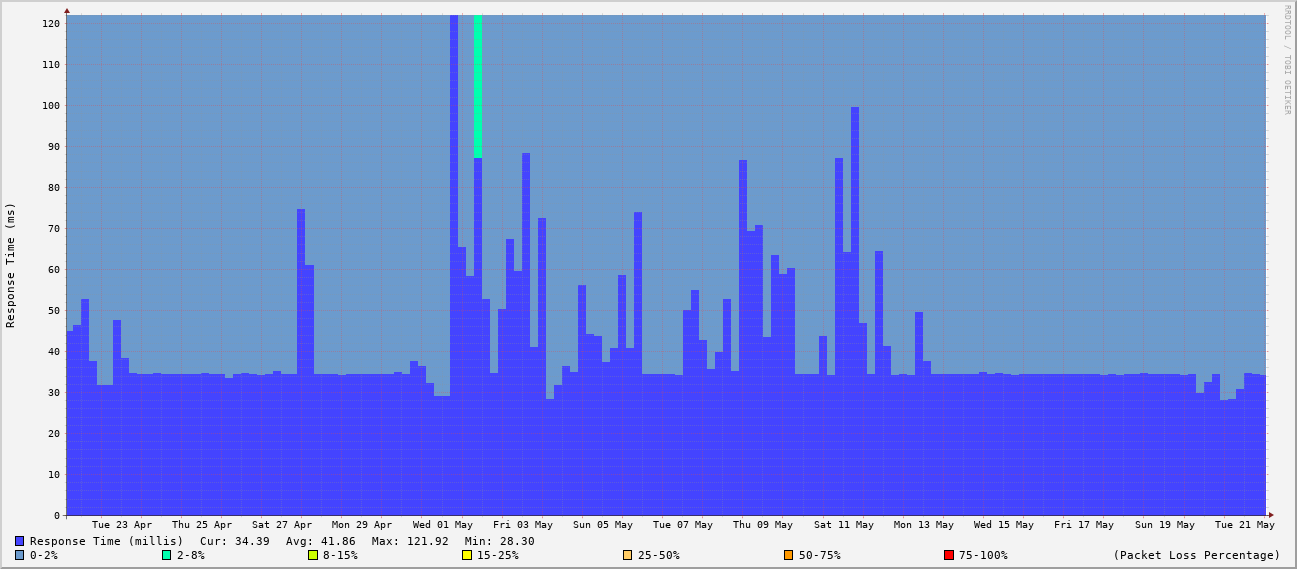 RRDTOOL / TOBI OETIKER
Response Time (ms)
120
110
100
90
80
70
60
50
40
30
20
10
0
Tue 23 Apr Thu 25 Apr Sat 27 Apr Mon 29 Apr Wed 01 May Fri 03 May Sun 05 May Tue 07 May Thu 09 May Sat 11 May Mon 13 May Wed 15 May Fri 17 May Sun 19 May Tue 21 May
Response Time (millis) Cur: 34.39 Avg: 41.86 Max: 121.92 Min: 28.30
0-2% 2-8% 8-15% 15-25% 25-50% 50-75% 75-100% (Packet Loss Percentage)